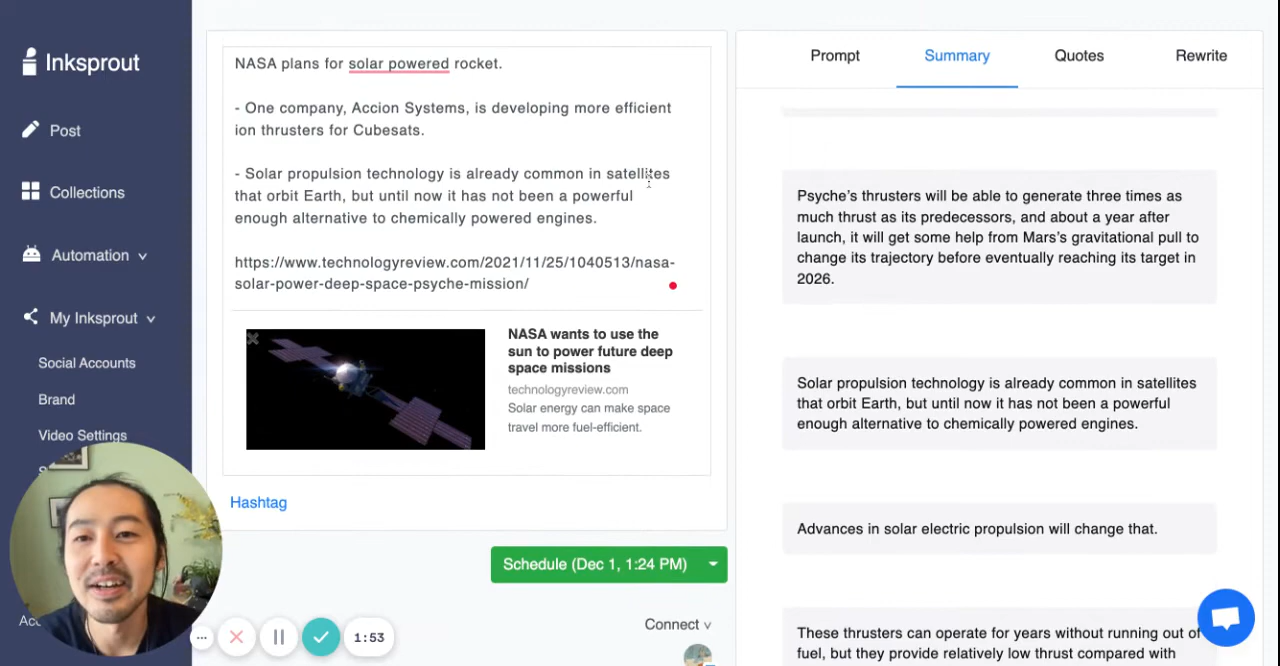 Inksprout
Post
Collections
Automation
My Inksprout
Social Accounts
Brand
Video Settings
NASA plans for solar powered rocket.
- One company, Accion Systems, is developing more efficient
ion thrusters for Cubesats.
- Solar propulsion technology is already common in satellites
that orbit Earth, but until now it has not been a powerful
enough alternative to chemically powered engines.
https://www.technologyreview.com/2021/11/25/1040513/nasa-
solar-power-deep-space-psyche-mission/
NASA wants to use the
sun to power future deep
space missions
technologyreview.com
Solar energy can make space
travel more fuel-efficient.
Hashtag
Schedule (Dec 1, 1:24 PM)
Connect
1:53
Prompt
Summary
Quotes
Rewrite
Psyche’s thrusters will be able to generate three times as
much thrust as its predecessors, and about a year after
launch, it will get some help from Mars’s gravitational pull to
change its trajectory before eventually reaching its target in
2026.
Solar propulsion technology is already common in satellites
that orbit Earth, but until now it has not been a powerful
enough alternative to chemically powered engines.
Advances in solar electric propulsion will change that.
These thrusters can operate for years without running out of
fuel, but they provide relatively low thrust compared with